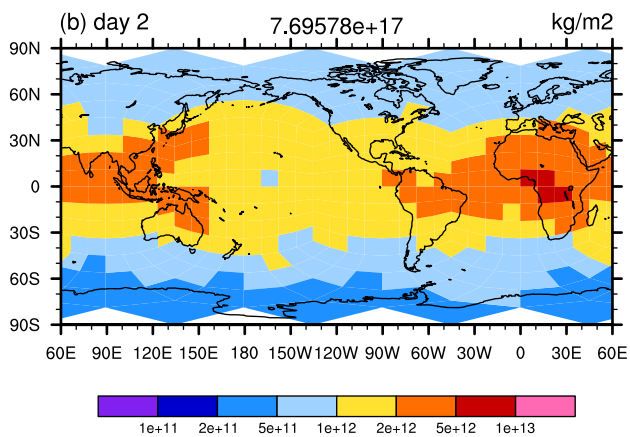 (b) day 2 7.69578e+17 kg/m2
90N
60N
30N
0
30S
60S
90S
60E 90E 120E 150E 180 150W 120W 90W 60W 30W 0 30E 60E
1e+11 2e+11 5e+11 1e+12 2e+12 5e+12 1e+13